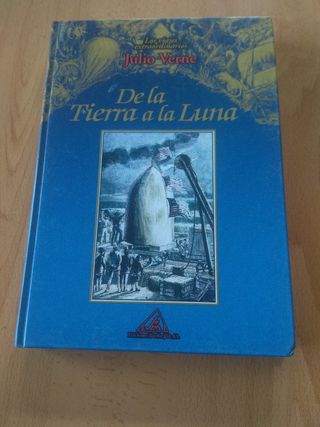 Los viajes
extraordinarios
Julio Verne
De la
Tierra a la Luna